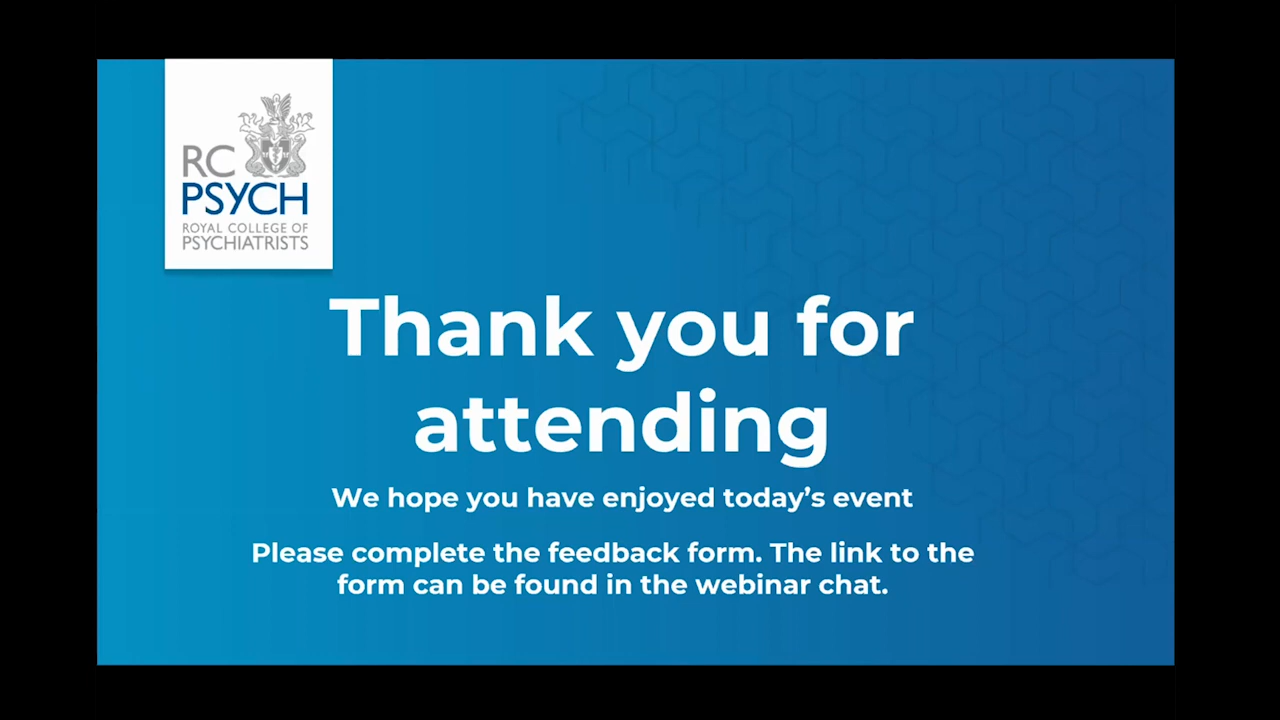 RC
PSYCH
ROYAL COLLEGE OF
PSYCHIATRISTS
Thank you for
attending
We hope you have enjoyed today’s event
Please complete the feedback form. The link to the
form can be found in the webinar chat.